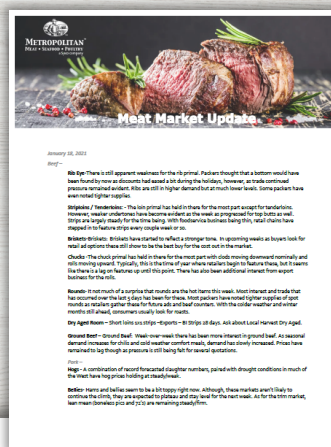 METROPOLITAN
MEAT • SEAFOOD • POULTRY
Meat Market Update
January 18, 2021
Beef –
Rib Eye-There is still apparent weakness for the rib primal. Packers thought that a bottom would have
been found by now as discounts had eased a bit during the holidays, however, as trade continued
pressure remained evident. Ribs are still in higher demand but at much lower levels. Some packers have
even noted tighter supplies.
Striploins / Tenderloins: - The loin primal has held in there for the most part except for tenderloins.
However, weaker undertones have become evident as the week as progressed for top butts as well.
Strips are largely steady for the time being. With foodservice business being thin, retail chains have
stepped in to feature strips every couple week or so.
Briskets-Briskets: Briskets have started to reflect a stronger tone. In upcoming weeks as buyers look for
retail ad options these still show to be the best buy for the cost out in the market.
Chucks -The chuck primal has held in there for the most part with clods moving downward nominally and
rolls moving upward. Typically, this is the time of year where retailers begin to feature these, but it seems
like there is a lag on features up until this point. There has also been additional interest from export
business for the rolls.
Rounds- It not much of a surprise that rounds are the hot items this week. Most interest and trade that
has occurred over the last 5 days has been for these. Most packers have noted tighter supplies of spot
rounds as retailers gather these for future ads and beef counters. With the colder weather and winter
months still ahead, consumers usually look for roasts.
Dry Aged Room – Short loins 1x1 strips –Exports – BI Strips 28 days. Ask about Local Harvest Dry Aged.
Ground Beef – Ground Beef: Week-over-week there has been more interest in ground beef. As seasonal
demand increases for chilis and cold weather comfort meals, demand has slowly increased. Prices have
remained to lag though as pressure is still being felt for several quotations.
Pork –
Hogs - A combination of record forecasted slaughter numbers, paired with drought conditions in much of
the West have hog prices holding at steady/weak.
Bellies- Hams and bellies seem to be a bit toppy right now. Although, these markets aren't likely to
continue the climb, they are expected to plateau and stay level for the next week. As for the trim market,
lean mean (boneless pics and 72's) are remaining steady/firm.